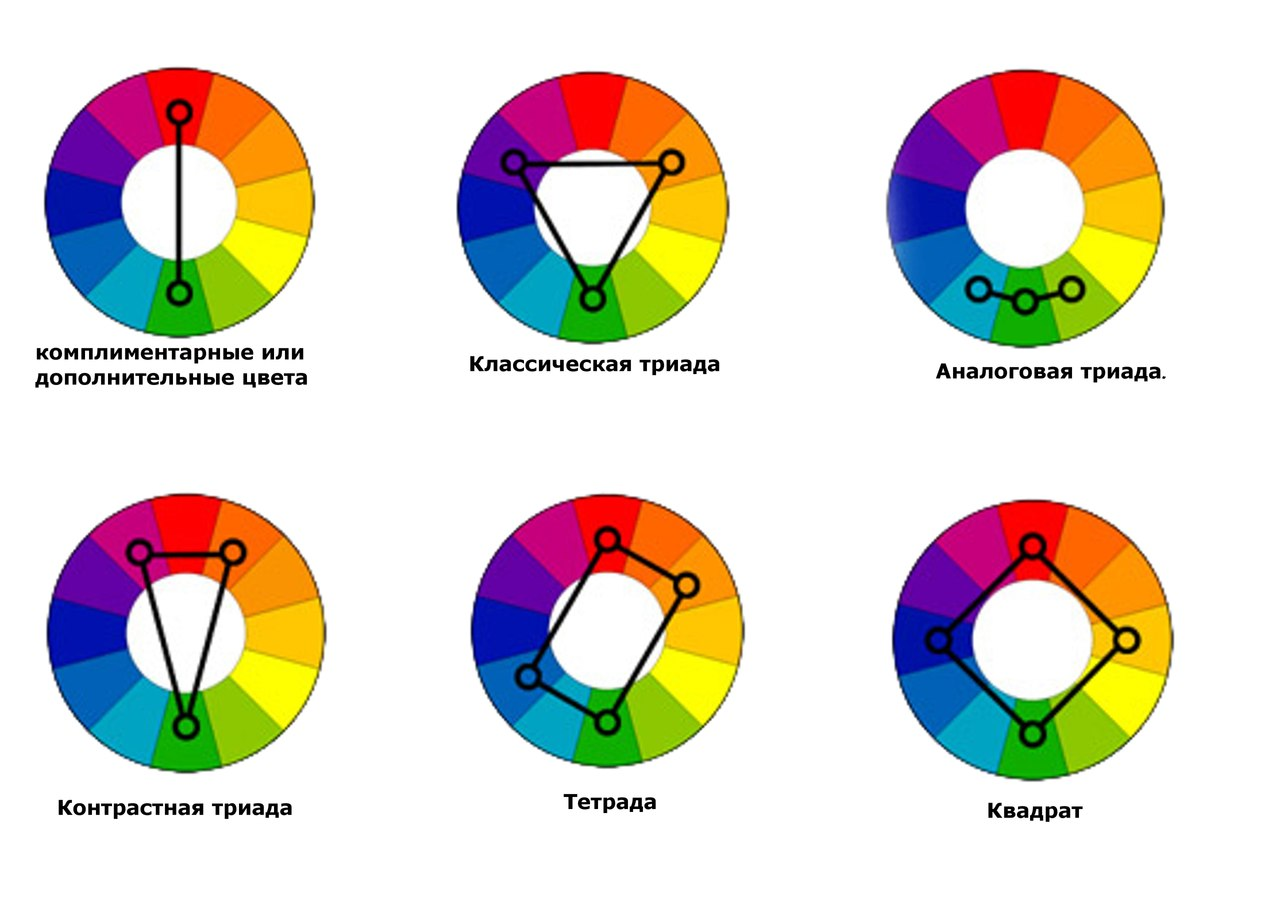 комплиментарные или
дополнительные цвета
Классическая триада
Аналоговая триада.
Контрастная триада
Тетрада
Квадрат